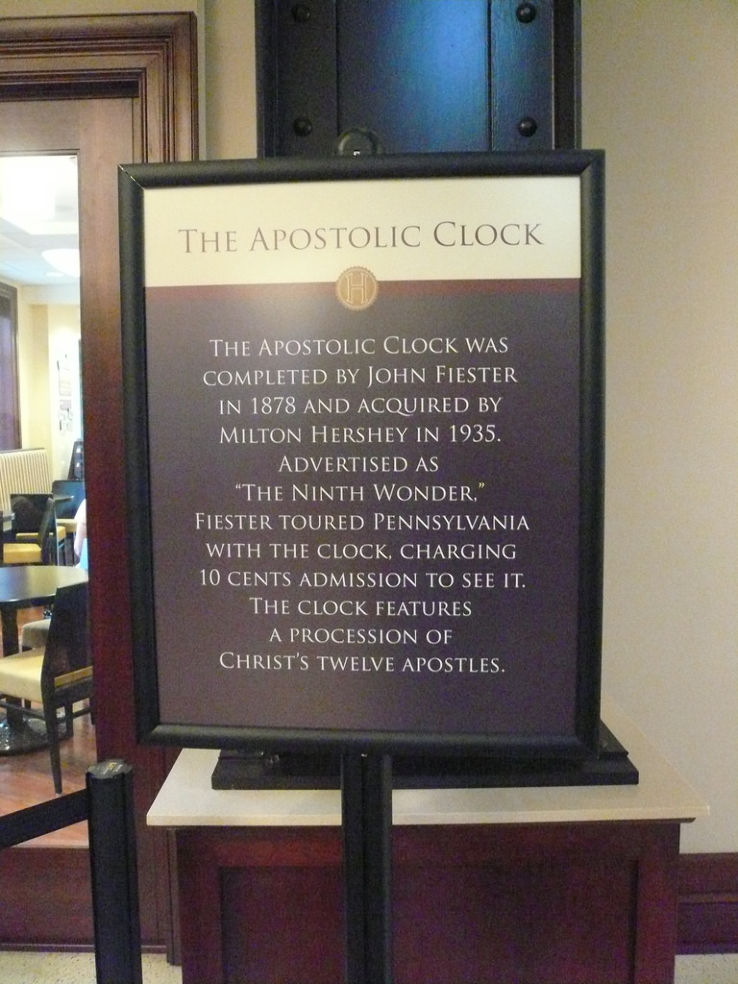 THE APOSTOLIC CLOCK
H
THE APOSTOLIC CLOCK WAS
COMPLETED BY JOHN FIESTER
IN 1878 AND ACQUIRED BY
MILTON HERSHEY IN 1935.
ADVERTISED AS
“THE NINTH WONDER,”
FIESTER TOURED PENNSYLVANIA
WITH THE CLOCK, CHARGING
10 CENTS ADMISSION TO SEE IT.
THE CLOCK FEATURES
A PROCESSION OF
CHRIST’S TWELVE APOSTLES.